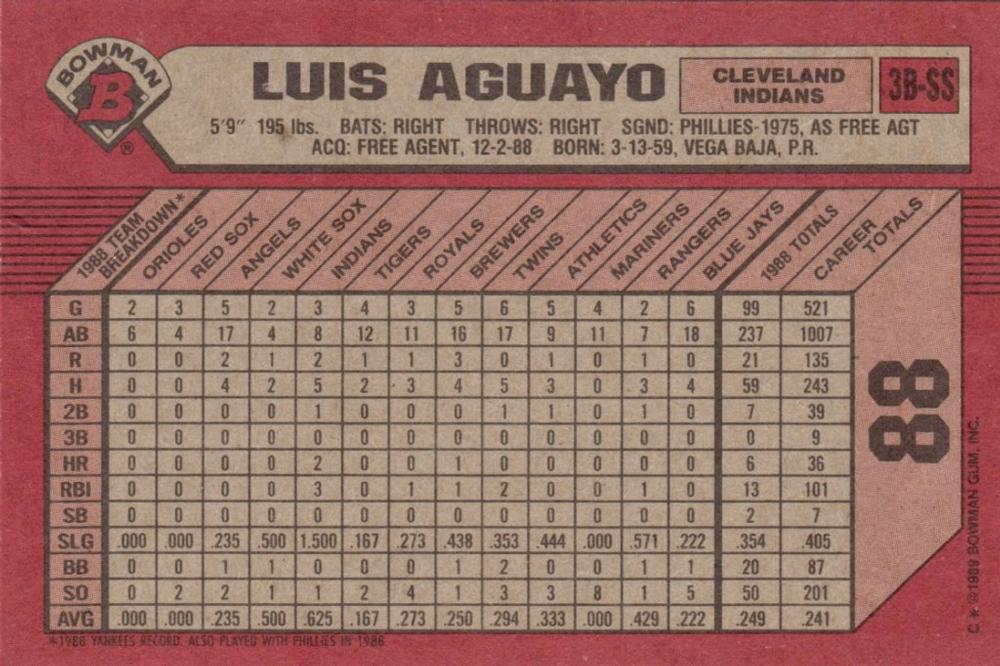 BOWMAN
B
®
LUIS AGUAYO
CLEVELAND
INDIANS
3B-SS
5'9" 195 lbs. BATS: RIGHT THROWS: RIGHT SGND: PHILLIES-1975, AS FREE AGT
ACQ: FREE AGENT, 12-2-88 BORN: 3-13-59, VEGA BAJA, P.R.
1988 TEAM
BREAKDOWN*
ORIOLES
RED SOX
ANGELS
WHITE SOX
INDIANS
TIGERS
ROYALS
BREWERS
TWINS
ATHLETICS
MARINERS
RANGERS
BLUE JAYS
1988 TOTALS
CAREER
TOTALS
G 2 3 5 2 3 4 3 5 6 5 4 2 6 99 521
AB 6 4 17 4 8 12 11 16 17 9 11 7 18 237 1007
R 0 0 2 1 2 1 1 3 0 1 0 1 0 21 135
H 0 0 4 2 5 2 3 4 5 3 0 3 4 59 243
2B 0 0 0 0 1 0 0 0 1 1 0 1 0 7 39
3B 0 0 0 0 0 0 0 0 0 0 0 0 0 0 9
HR 0 0 0 0 2 0 0 1 0 0 0 0 0 6 36
RBI 0 0 0 0 3 0 1 1 2 0 0 1 0 13 101
SB 0 0 0 0 0 0 0 0 0 0 0 0 0 2 7
SLG .000 .000 .235 .500 1.500 .167 .273 .438 .353 .444 .000 .571 .222 .354 .405
BB 0 0 1 1 0 0 0 1 2 0 0 1 1 20 87
SO 0 2 2 1 1 2 4 1 3 3 8 1 5 50 201
AVG .000 .000 .235 .500 .625 .167 .273 .250 .294 .333 .000 .429 .222 .249 .241
88
*1988 YANKEES RECORD. ALSO PLAYED WITH PHILLIES IN 1988
C * © 1989 BOWMAN GUM, INC.